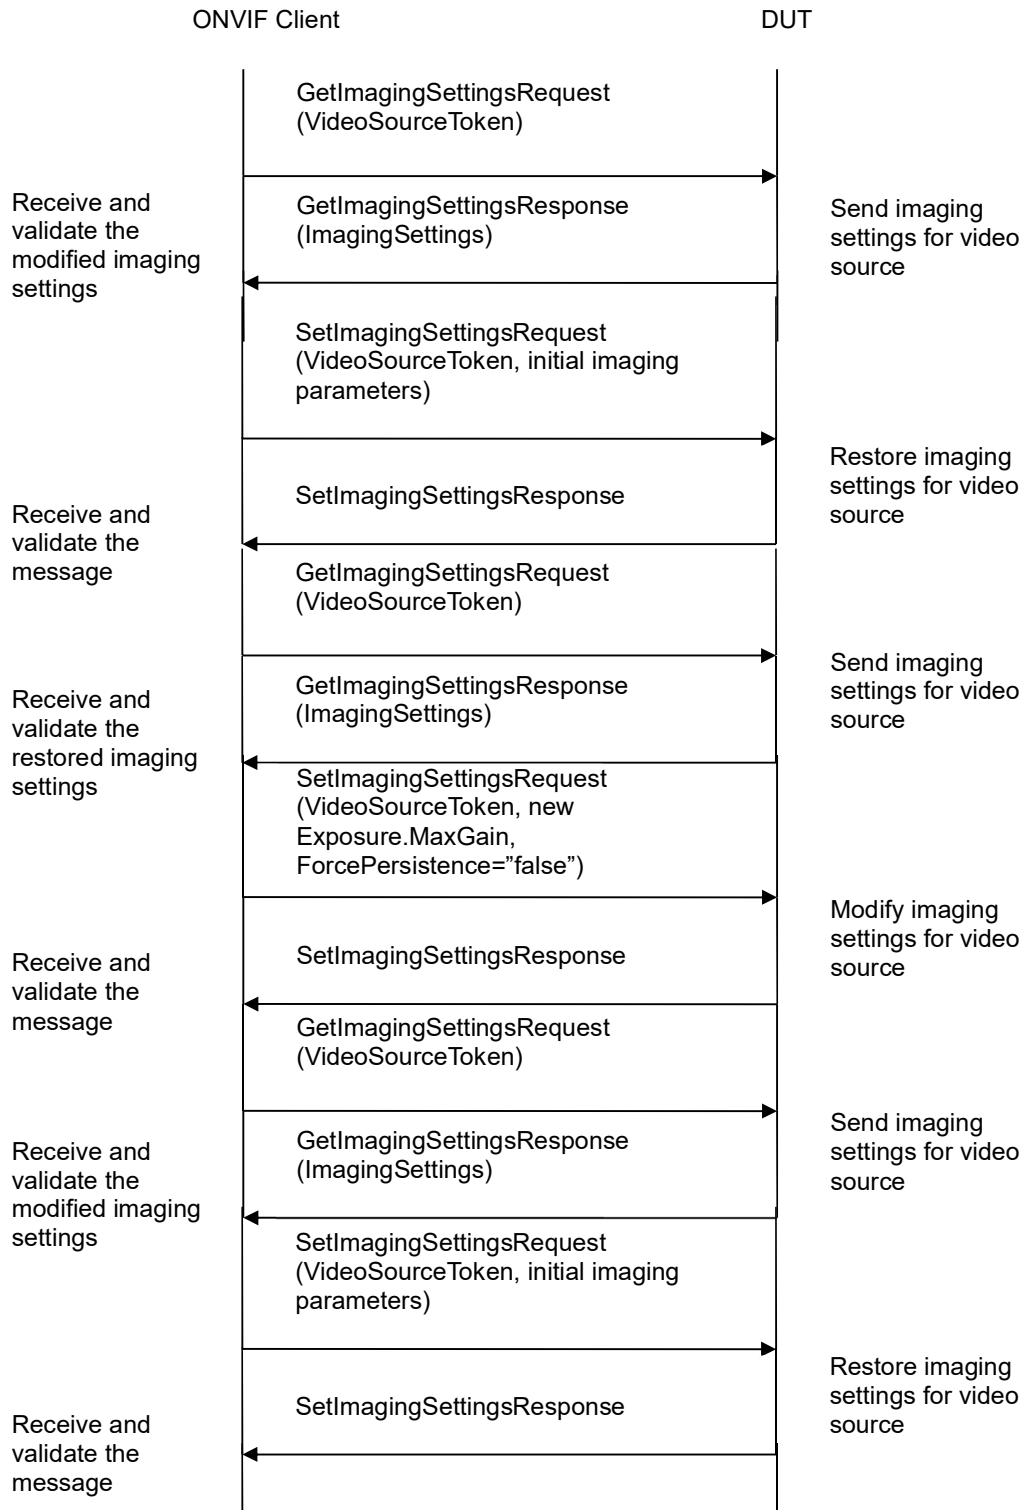 ONVIF Client
DUT
GetImagingSettingsRequest
(VideoSourceToken)
Receive and
validate the
modified imaging
settings
GetImagingSettingsResponse
(ImagingSettings)
Send imaging
settings for video
source
SetImagingSettingsRequest
(VideoSourceToken, initial imaging
parameters)
Restore imaging
settings for video
source
SetImagingSettingsResponse
Receive and
validate the
message
GetImagingSettingsRequest
(VideoSourceToken)
Send imaging
settings for video
source
GetImagingSettingsResponse
(ImagingSettings)
Receive and
validate the
restored imaging
settings
SetImagingSettingsRequest
(VideoSourceToken, new
Exposure.MaxGain,
ForcePersistence=”false”)
Modify imaging
settings for video
source
SetImagingSettingsResponse
Receive and
validate the
message
GetImagingSettingsRequest
(VideoSourceToken)
Send imaging
settings for video
source
GetImagingSettingsResponse
(ImagingSettings)
Receive and
validate the
modified imaging
settings
SetImagingSettingsRequest
(VideoSourceToken, initial imaging
parameters)
Restore imaging
settings for video
source
SetImagingSettingsResponse
Receive and
validate the
message